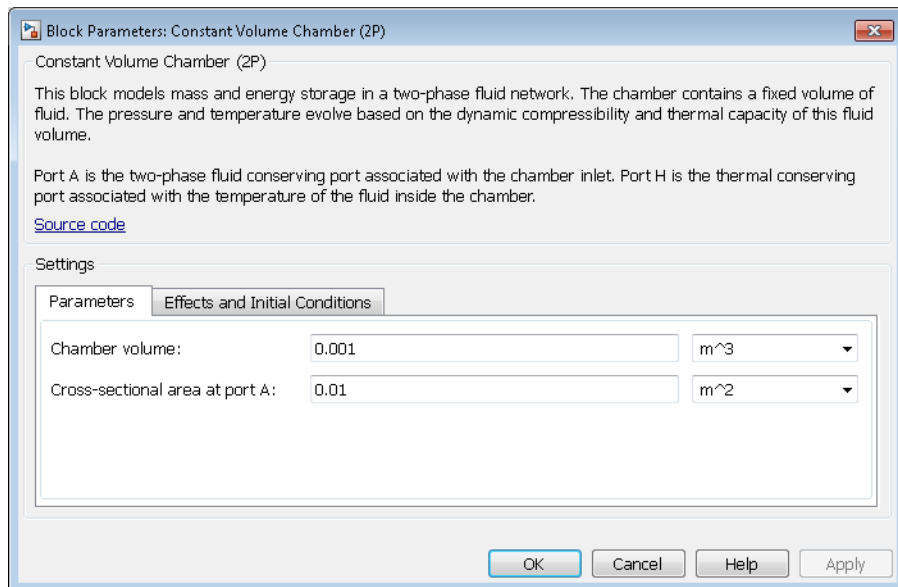 Block Parameters: Constant Volume Chamber (2P)
Constant Volume Chamber (2P)
This block models mass and energy storage in a two-phase fluid network. The chamber contains a fixed volume of
fluid. The pressure and temperature evolve based on the dynamic compressibility and thermal capacity of this fluid
volume.
Port A is the two-phase fluid conserving port associated with the chamber inlet. Port H is the thermal conserving
port associated with the temperature of the fluid inside the chamber.
Source code
Settings
Parameters Effects and Initial Conditions
Chamber volume: 0.001 m^3
Cross-sectional area at port A: 0.01 m^2
OK Cancel Help Apply